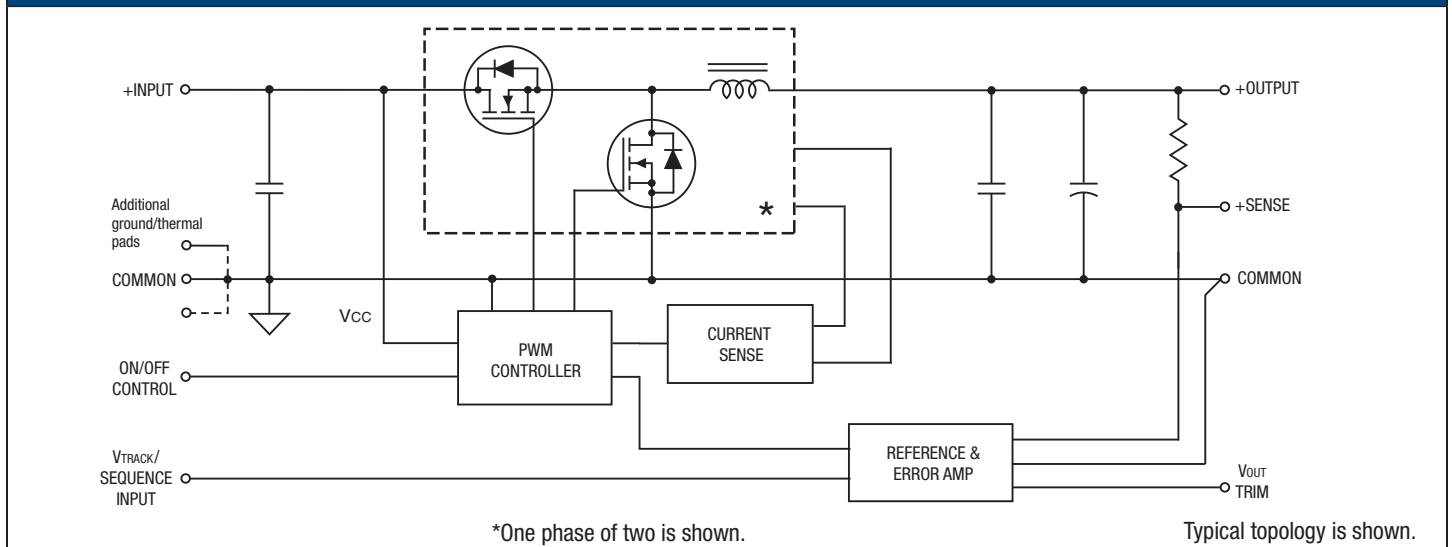 +INPUT
+OUTPUT
Additional
ground/thermal
pads
*
+SENSE
COMMON
COMMON
VCC
PWM
CONTROLLER
CURRENT
SENSE
ON/OFF
CONTROL
VTRACK/
SEQUENCE
INPUT
REFERENCE &
ERROR AMP
VOUT
TRIM
*One phase of two is shown.
Typical topology is shown.